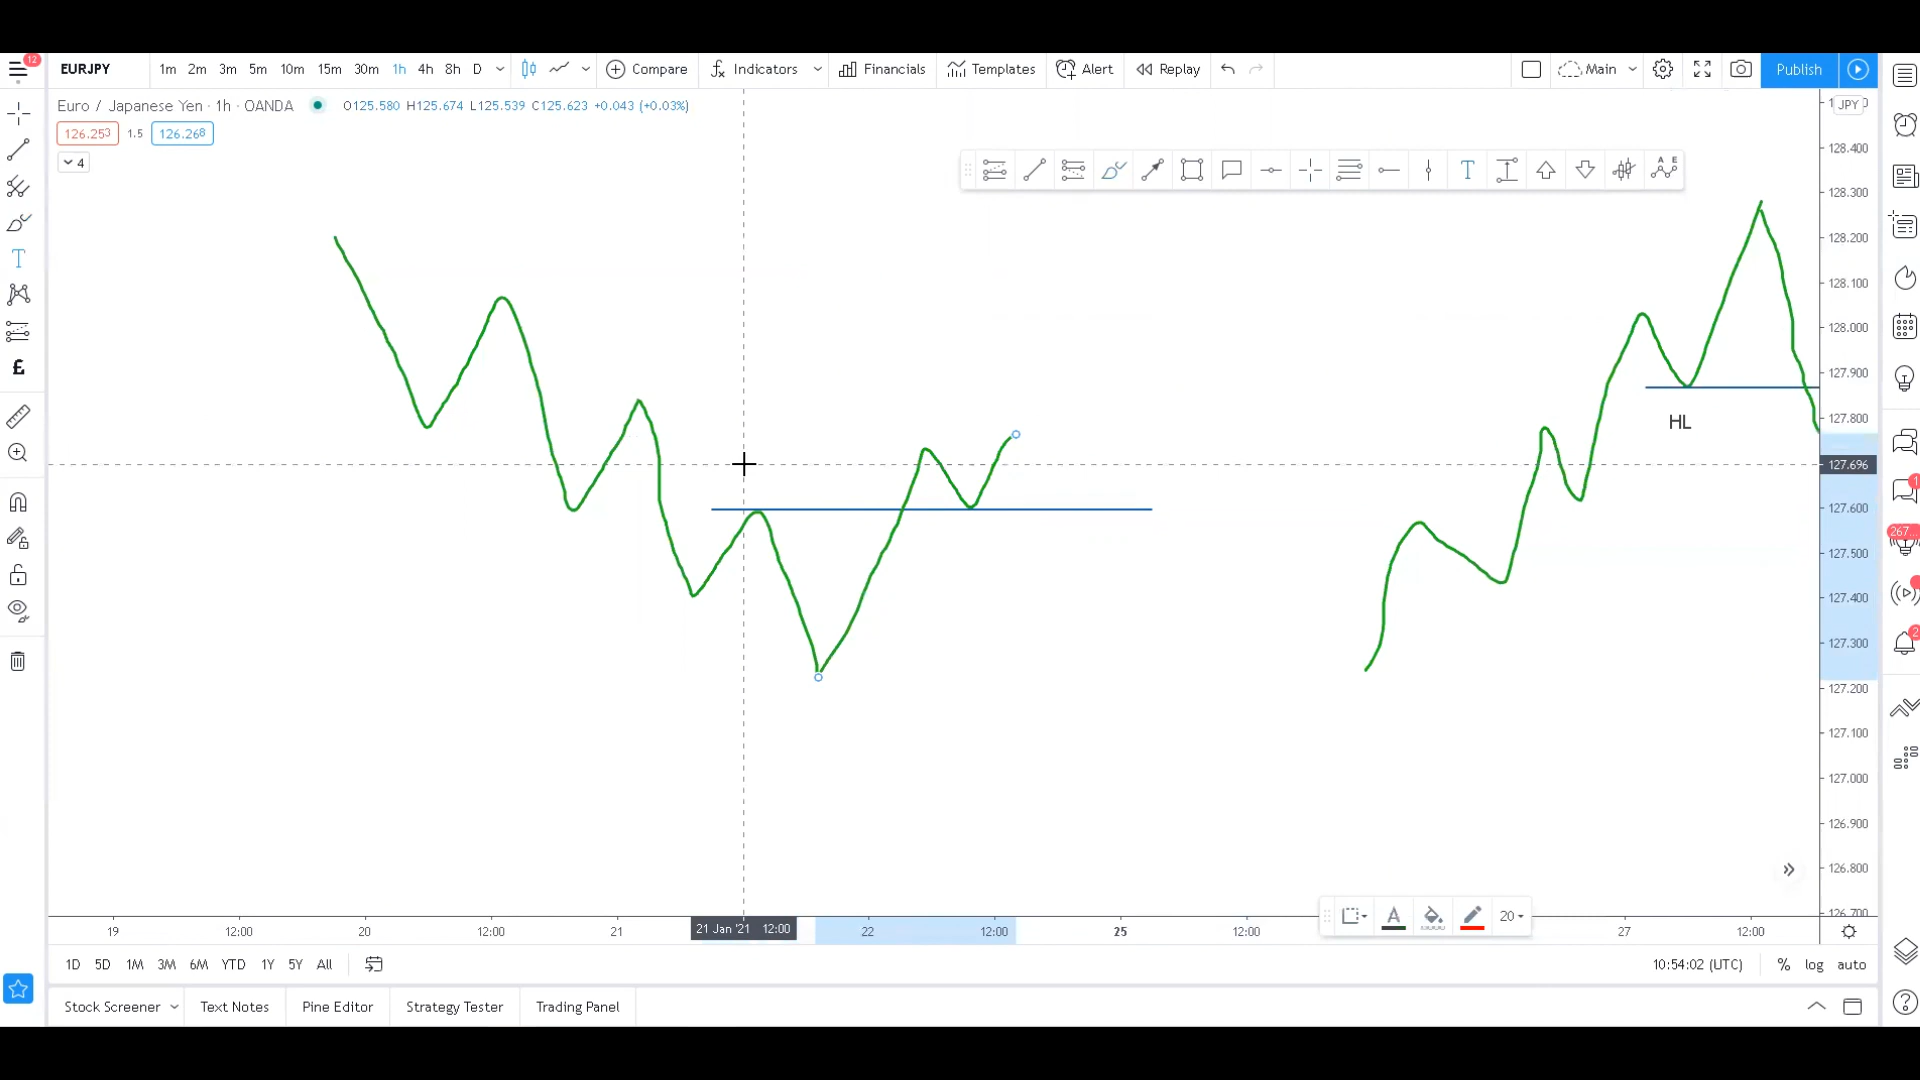 12
EURJPY 1m 2m 3m 5m 10m 15m 30m 1h 4h 8h D Compare Indicators Financials Templates Alert Replay Main Publish
Euro / Japanese Yen · 1h · OANDA O125.580 H125.674 L125.539 C125.623 +0.043 (+0.03%)
JPY
126.253 1.5 126.268
4
128.400
128.300
128.200
128.100
128.000
127.900
127.800
127.696
127.600
127.500
127.400
127.300
127.200
127.100
127.000
126.900
126.800
126.700
HL
T
T
A E
£
1
267...
2
A
20
19 12:00 20 12:00 21 21 Jan '21 12:00 22 12:00 25 12:00 27 12:00
1D 5D 1M 3M 6M YTD 1Y 5Y All 10:54:02 (UTC) % log auto
Stock Screener Text Notes Pine Editor Strategy Tester Trading Panel